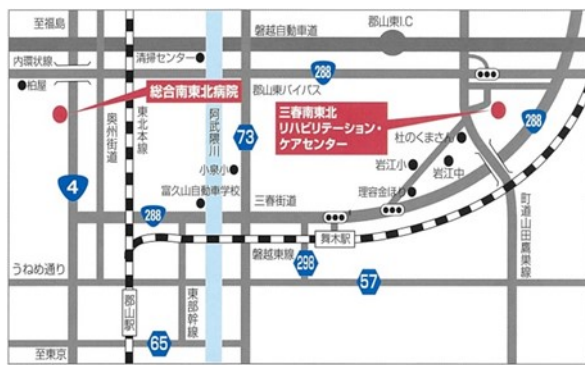 至福島
磐越自動車道
郡山東I.C
内環状線
清掃センター
288
柏屋
総合南東北病院
郡山東バイパス
三春南東北
リハビリテーション・
ケアセンター
288
奥州街道
東北本線
阿武隈川
73
杜のくまさん
小泉小
岩江小
岩江中
4
富久山自動車学校
理容金ほり
三春街道
288
舞木駅
町道山田鷹巣線
うねめ通り
磐越東線
298
57
郡山駅
東部幹線
65
至東京